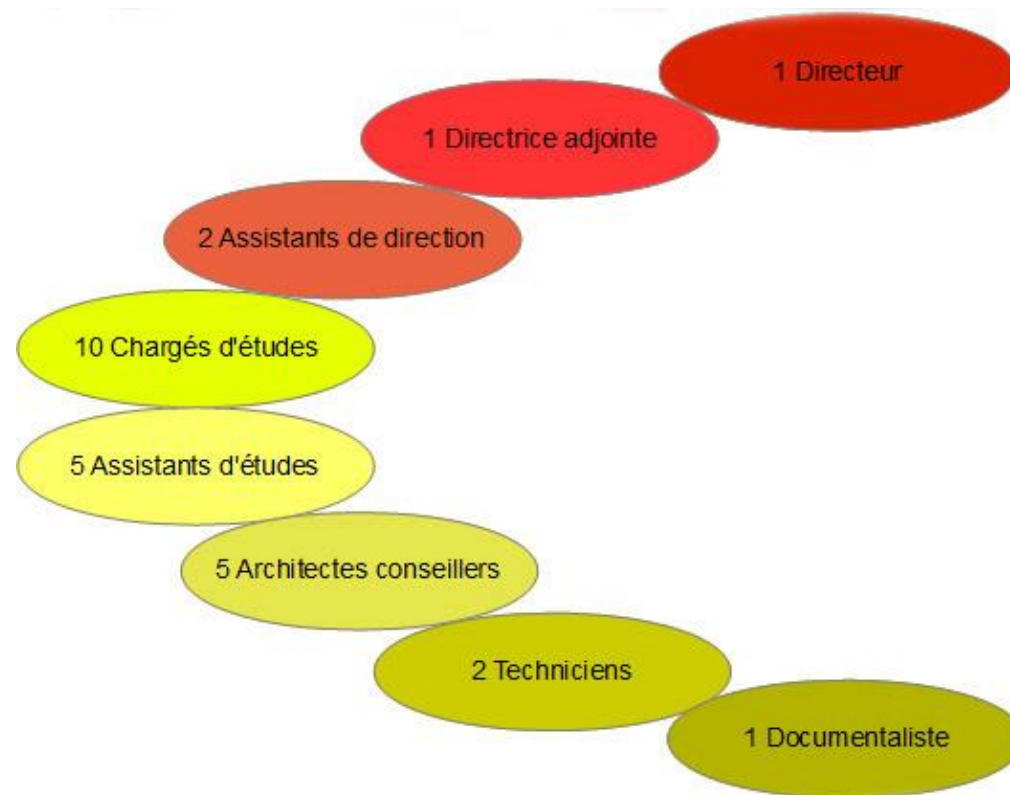 1 Directeur
1 Directrice adjointe
2 Assistants de direction
10 Chargés d'études
5 Assistants d'études
5 Architectes conseillers
2 Techniciens
1 Documentaliste